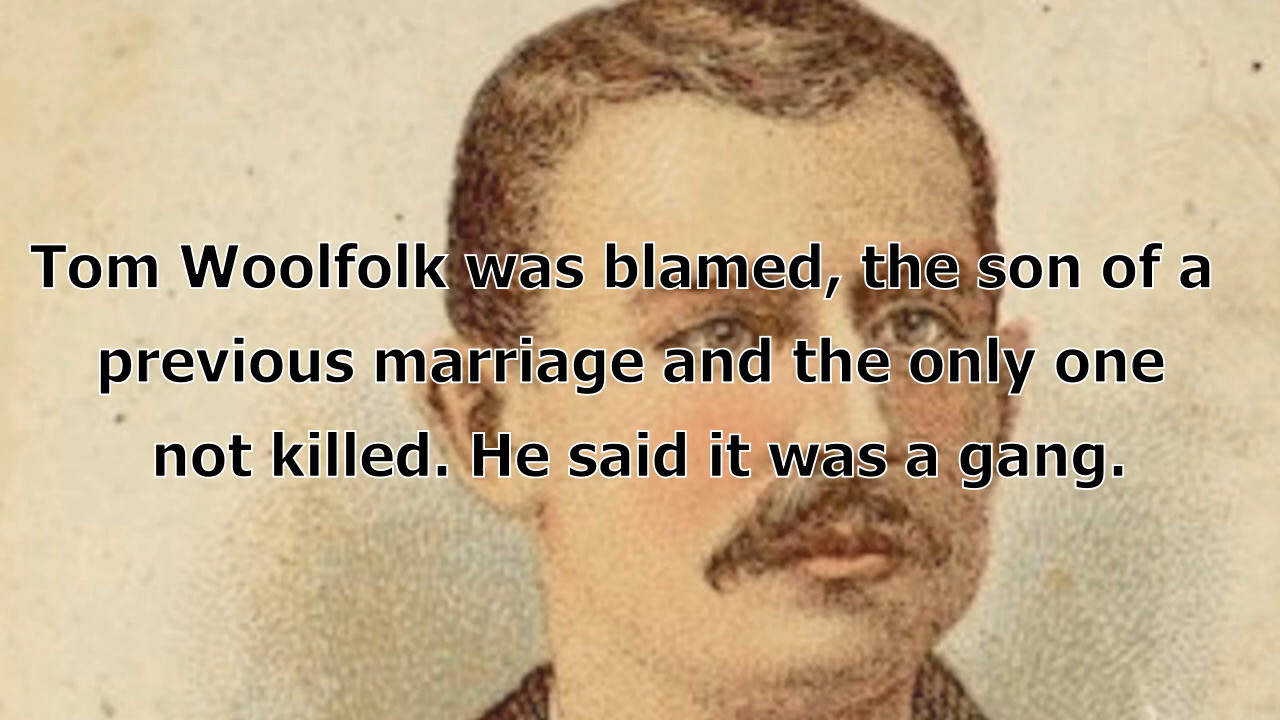 Tom Woolfolk was blamed, the son of a
previous marriage and the only one
not killed. He said it was a gang.